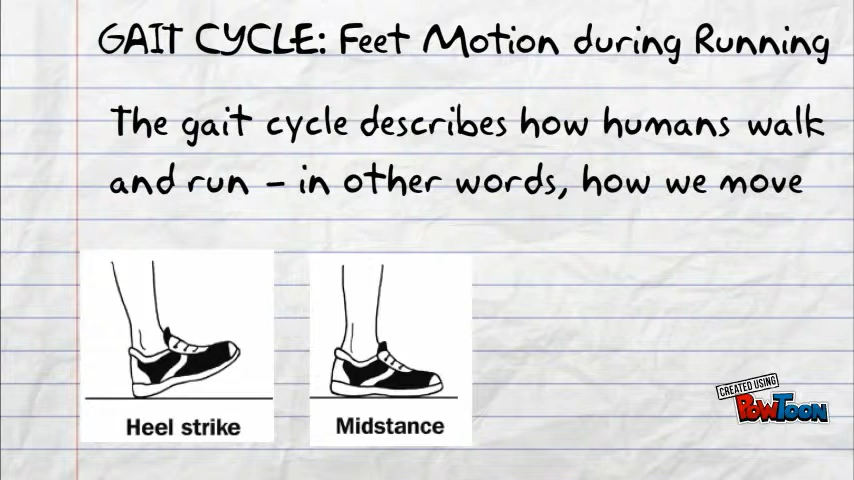 GAIT CYCLE: Feet Motion during Running
The gait cycle describes how humans walk
and run – in other words, how we move
Heel strike
Midstance
CREATED USING
POWTOON